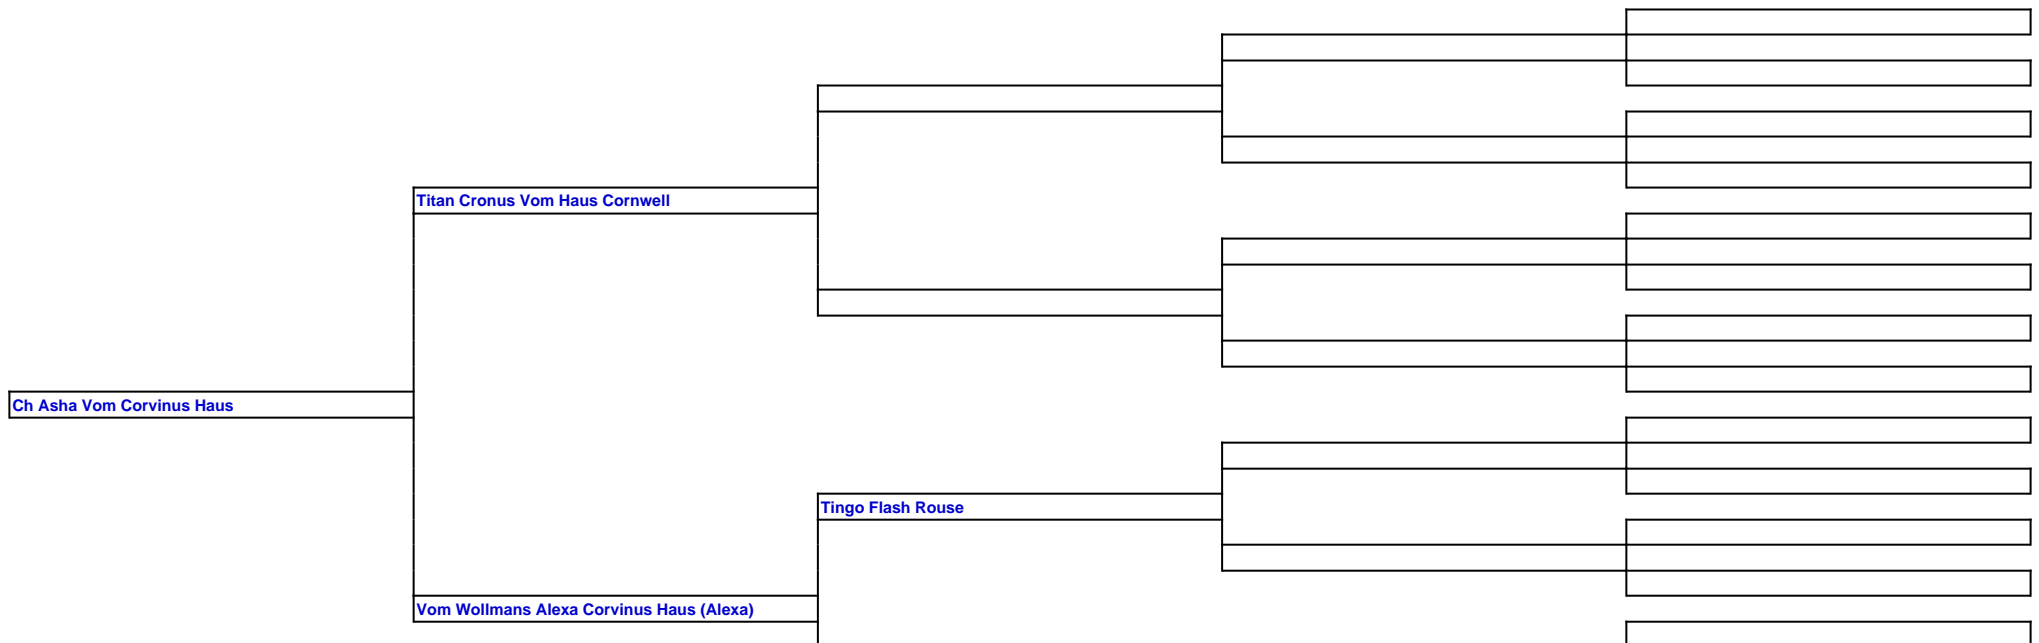 Titan Cronus Vom Haus Cornwell
Ch Asha Vom Corvinus Haus
Tingo Flash Rouse
Vom Wollmans Alexa Corvinus Haus (Alexa)